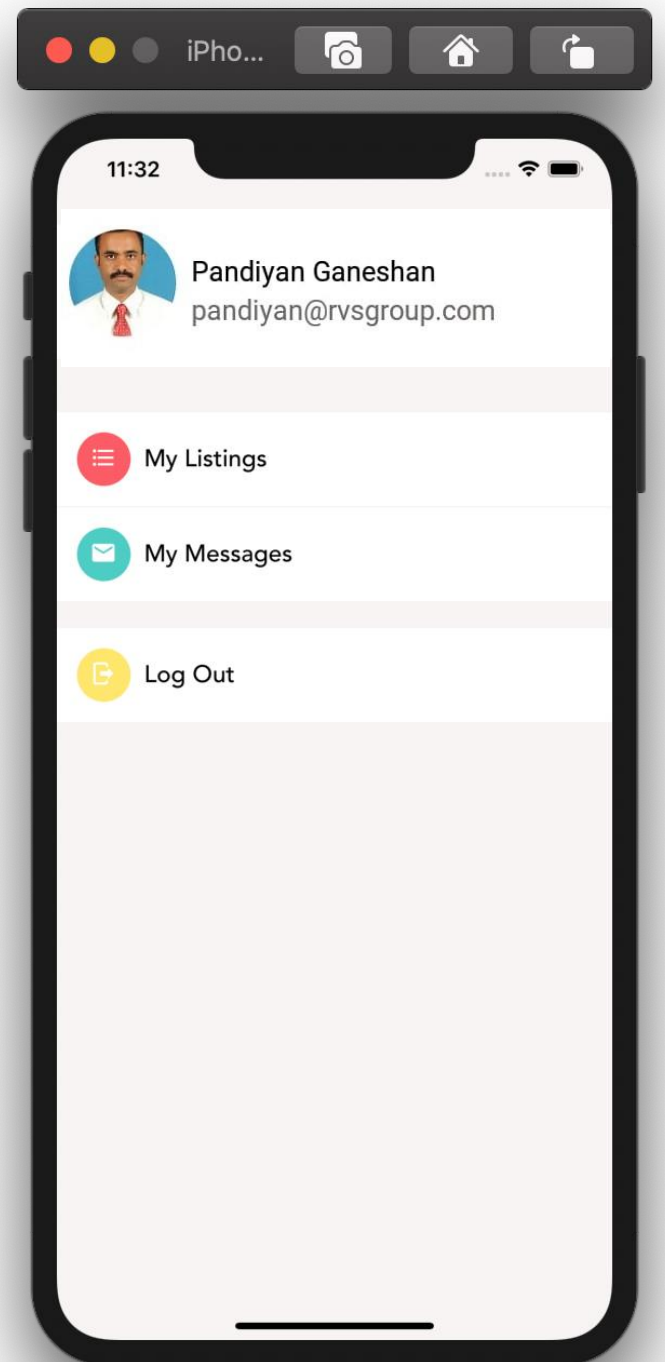 iPho...
11:32
Pandiyan Ganeshan
pandiyan@rvsgroup.com
My Listings
My Messages
Log Out